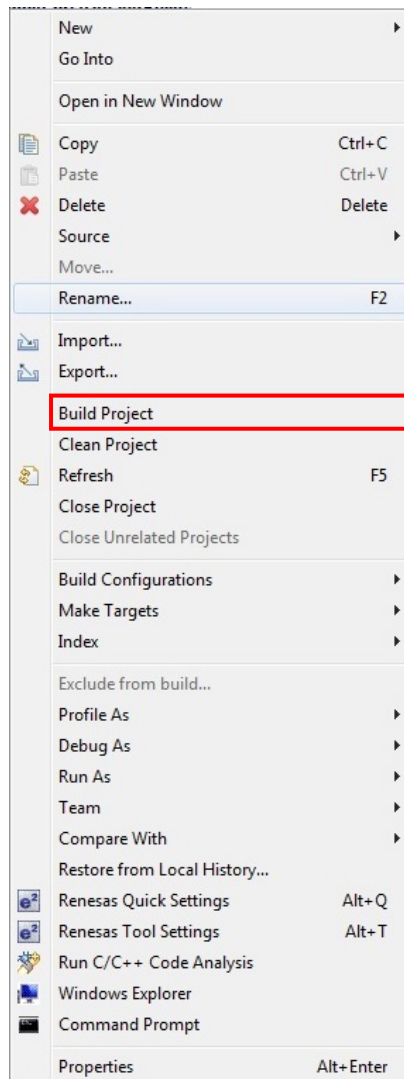 New
Go Into
Open in New Window
Copy Ctrl+C
Paste Ctrl+V
Delete Delete
Source
Move...
Rename... F2
Import...
Export...
Build Project
Clean Project
Refresh F5
Close Project
Close Unrelated Projects
Build Configurations
Make Targets
Index
Exclude from build...
Profile As
Debug As
Run As
Team
Compare With
Restore from Local History...
e² Renesas Quick Settings Alt+Q
e² Renesas Tool Settings Alt+T
Run C/C++ Code Analysis
Windows Explorer
Command Prompt
Properties Alt+Enter